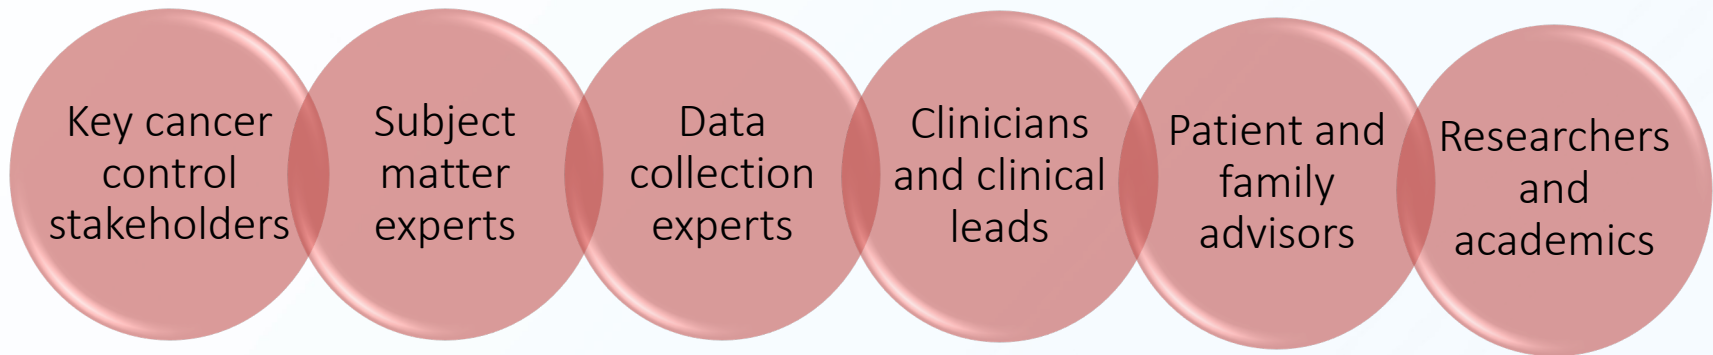 Key cancer
control
stakeholders
Subject
matter
experts
Data
collection
experts
Clinicians
and clinical
leads
Patient and
family
advisors
Researchers
and
academics